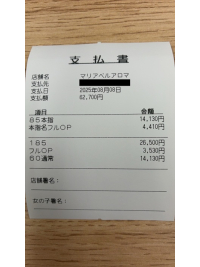 支払書
店舗名 マリアベルアロマ
支払先
支払日 2025年08月08日
支払額 62,700円
項目 金額
85本指 14,130円
本指名フルOP 4,410円
185 26,500円
フルOP 3,530円
60通常 14,130円
店舗署名：
女の子署名：